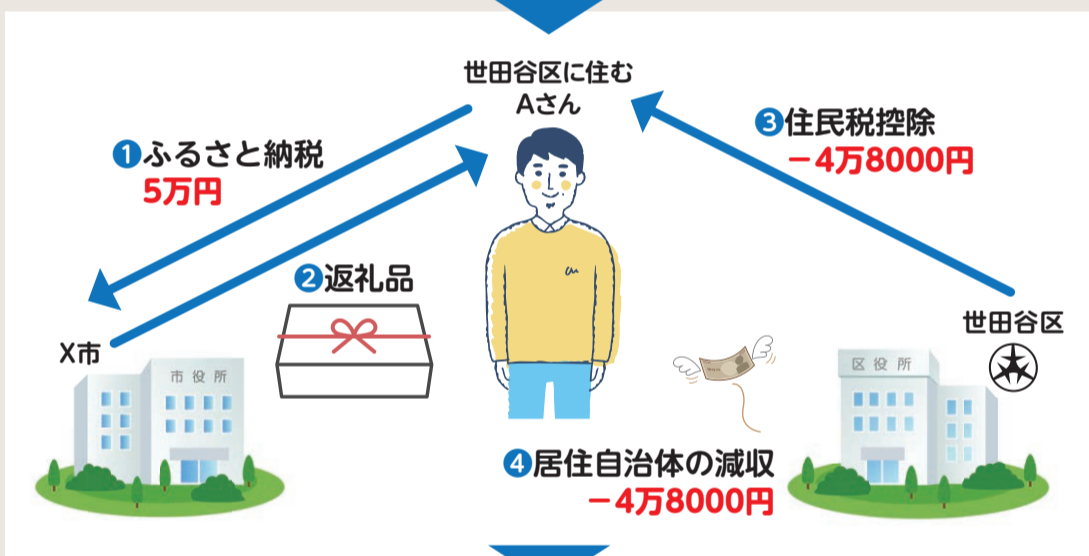 世田谷区に住む
Aさん
❶ふるさと納税
5万円
❸住民税控除
−4万8000円
❷返礼品
X市
市役所
世田谷区
区役所
❹居住自治体の減収
−4万8000円